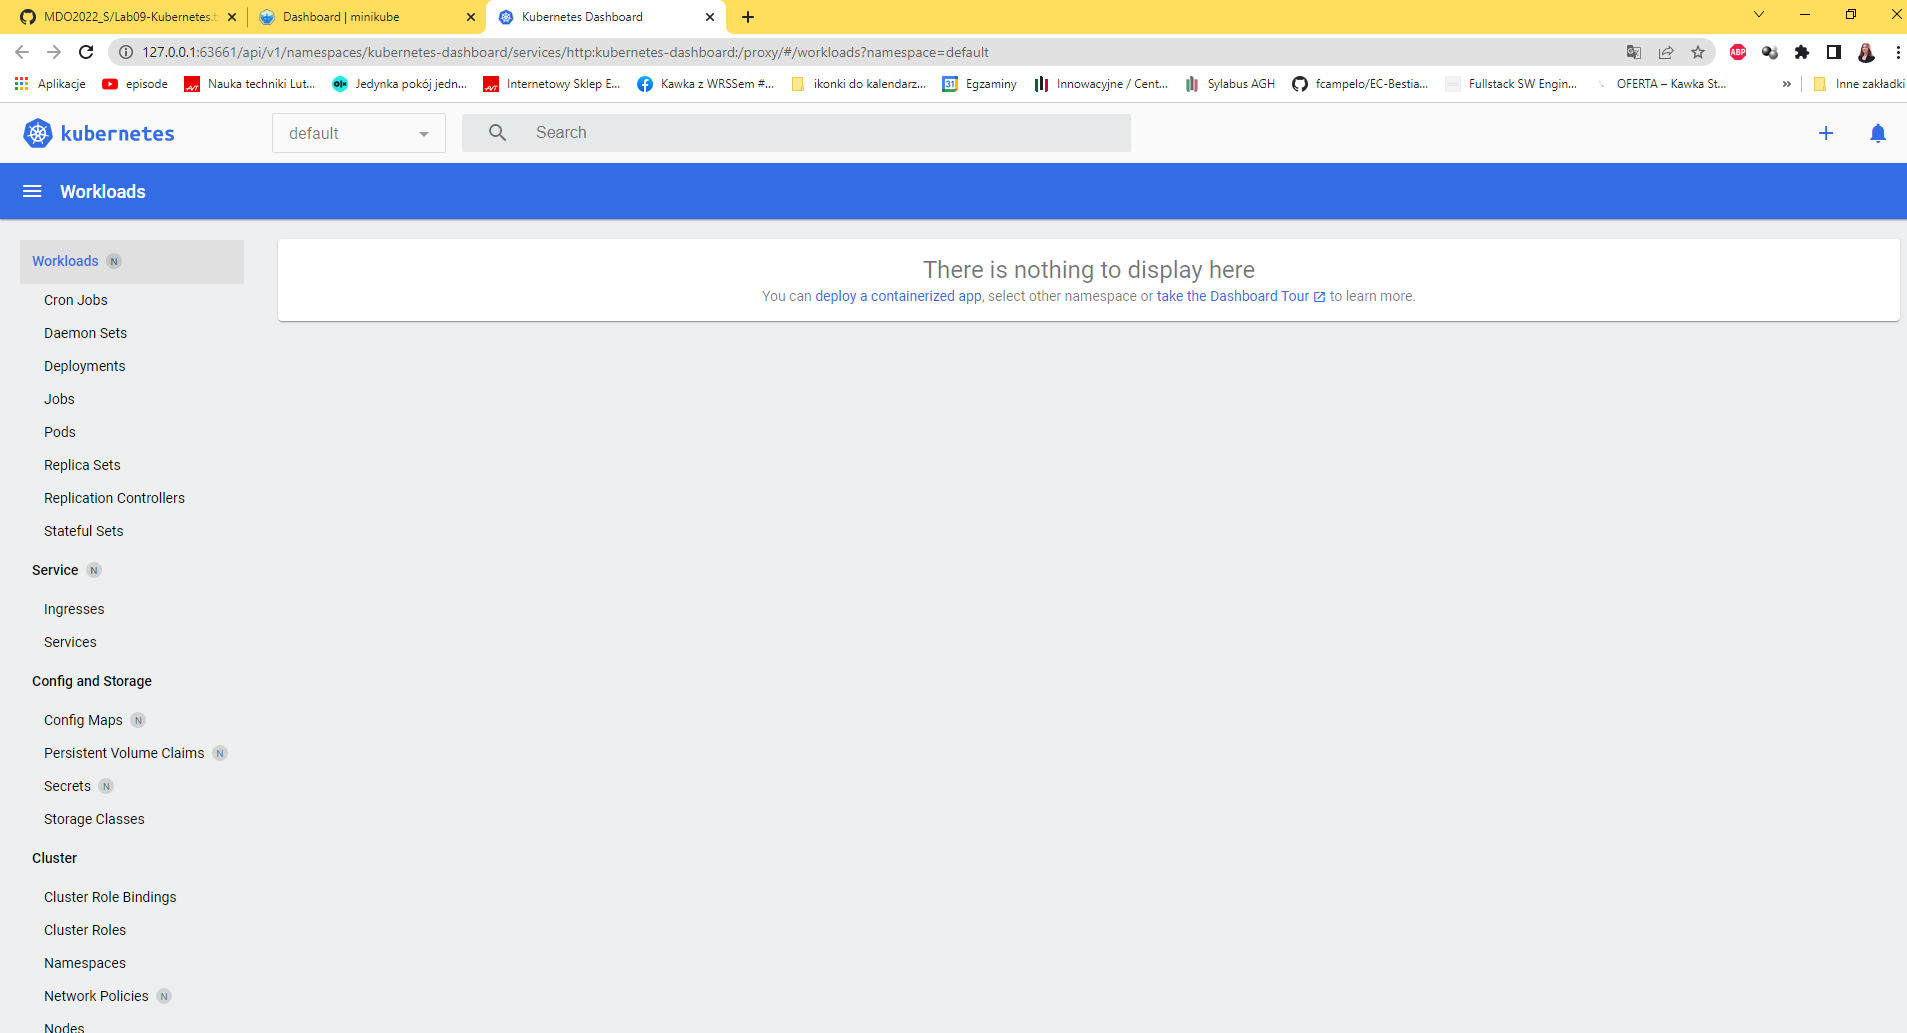 MDO2022_S/Lab09-Kubernetes.t
Dashboard | minikube
Kubernetes Dashboard
127.0.0.1:63661/api/v1/namespaces/kubernetes-dashboard/services/http:kubernetes-dashboard:/proxy/#/workloads?namespace=default
ABP
Aplikacje
episode
Nauka techniki Lut...
Jedynka pokój jedn...
Internetowy Sklep E...
Kawka z WRSSem #...
ikonki do kalendarz...
31
Egzaminy
Innowacyjne / Cent...
Sylabus AGH
fcampelo/EC-Bestia...
Fullstack SW Engin...
OFERTA – Kawka St...
»
Inne zakładki
kubernetes
default
Search
Workloads
Workloads N
Cron Jobs
Daemon Sets
Deployments
Jobs
Pods
Replica Sets
Replication Controllers
Stateful Sets
Service N
Ingresses
Services
Config and Storage
Config Maps N
Persistent Volume Claims N
Secrets N
Storage Classes
Cluster
Cluster Role Bindings
Cluster Roles
Namespaces
Network Policies N
Nodes
There is nothing to display here
You can deploy a containerized app, select other namespace or take the Dashboard Tour to learn more.